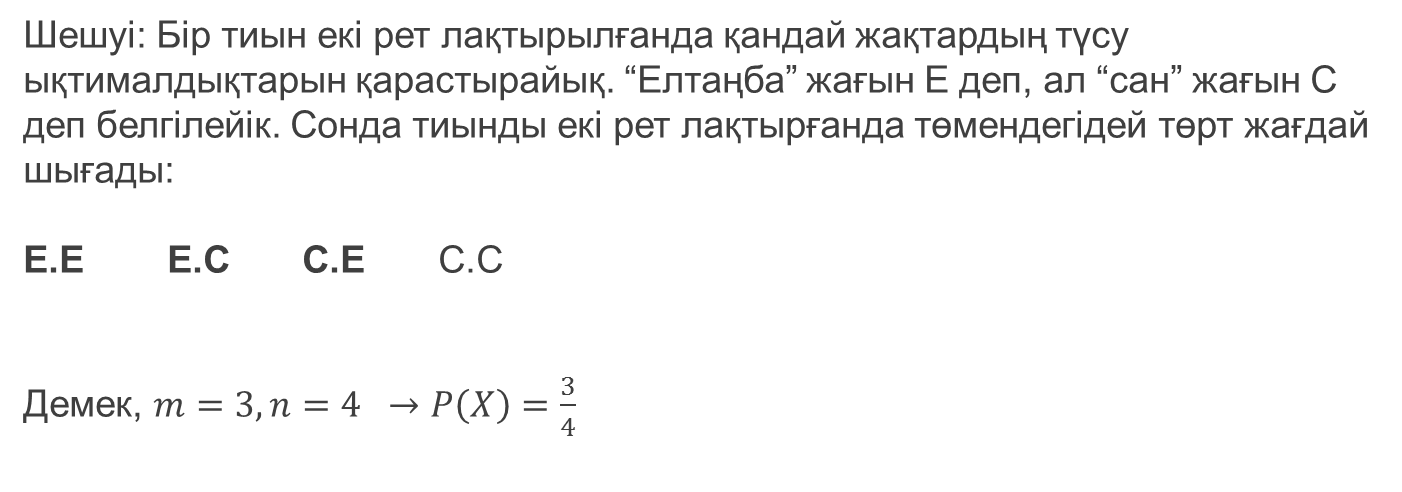 Шешуі: Бір тиын екі рет лақтырылғанда қандай жақтардың түсу
ықтималдықтарын қарастырайық. “Елтаңба” жағын Е деп, ал “сан” жағын С
деп белгілейік. Сонда тиынды екі рет лақтырғанда төмендегідей төрт жағдай
шығады:
Е.Е Е.С С.Е С.С
Демек, 𝑚 = 3, 𝑛 = 4 → 𝑃(𝑋) = 3/4